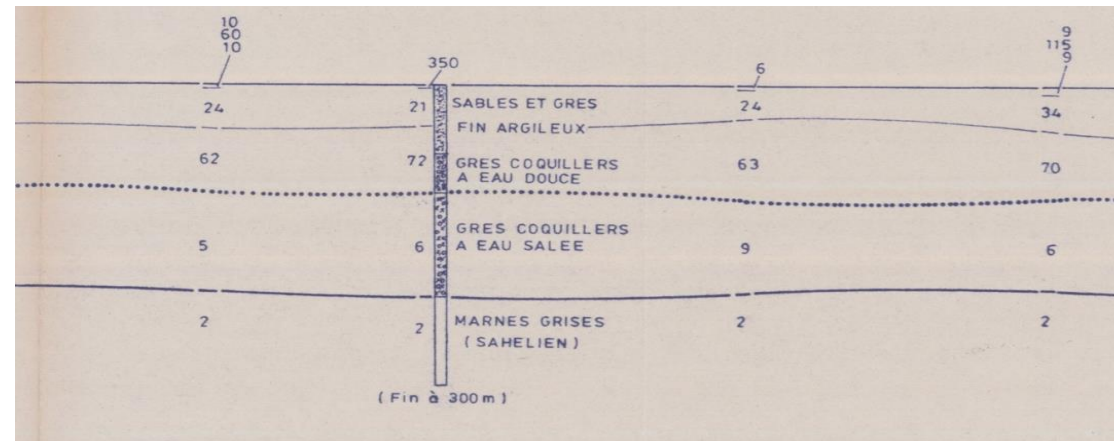 10
60
10
350
6
9
115
9
24
21
SABLES ET GRES
24
34
FIN ARGILEUX
62
72
GRES COQUILLERS
A EAU DOUCE
63
70
5
6
GRES COQUILLERS
A EAU SALEE
9
6
2
2
MARNES GRISES
(SAHELIEN)
2
2
(Fin à 300m)